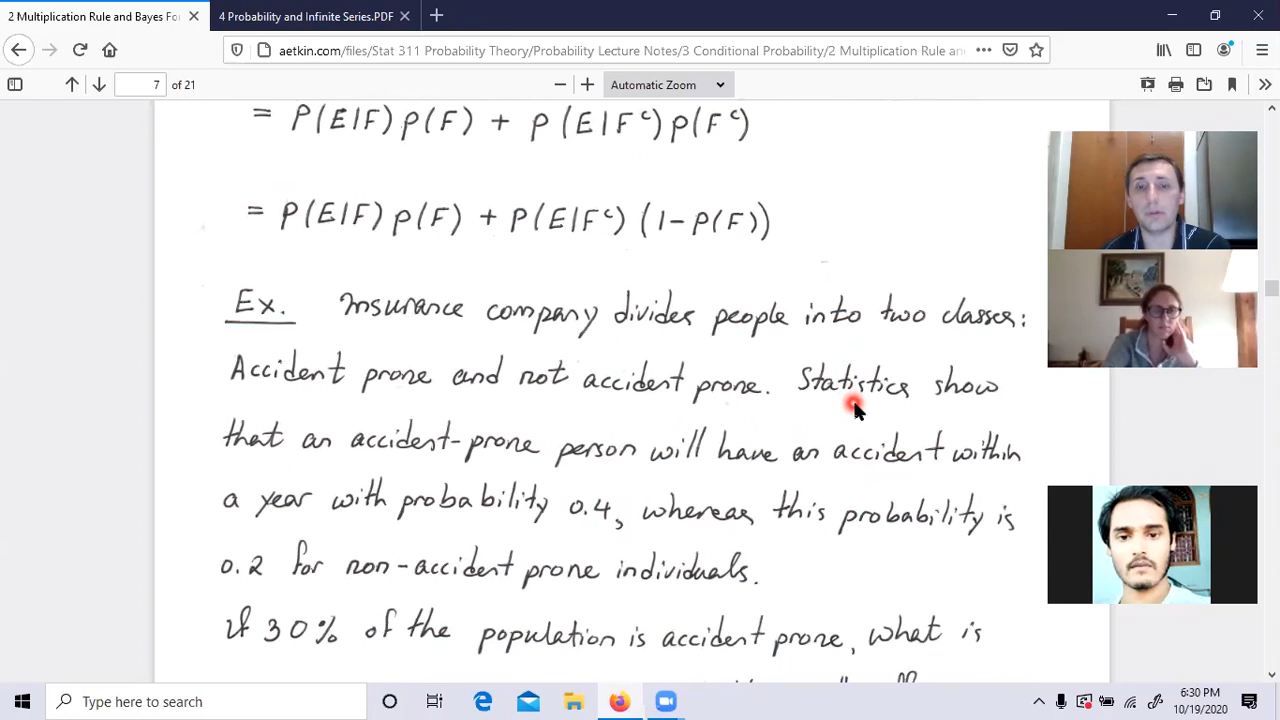 2 Multiplication Rule and Bayes Fo
4 Probability and Infinite Series.PDF
aetkin.com/files/Stat 311 Probability Theory/Probability Lecture Notes/3 Conditional Probability/2 Multiplication Rule and
7 of 21
Automatic Zoom
= P(E|F) p(F) + p(E|Fᶜ) p(Fᶜ)
= P(E|F) p(F) + P(E|Fᶜ) (1-p(F))
Ex. Insurance company divides people into two classes:
Accident prone and not accident prone. Statistics show
that an accident-prone person will have an accident within
a year with probability 0.4, whereas this probability is
0.2 for non-accident prone individuals.
If 30% of the population is accident prone, what is
Type here to search
6:30 PM
10/19/2020